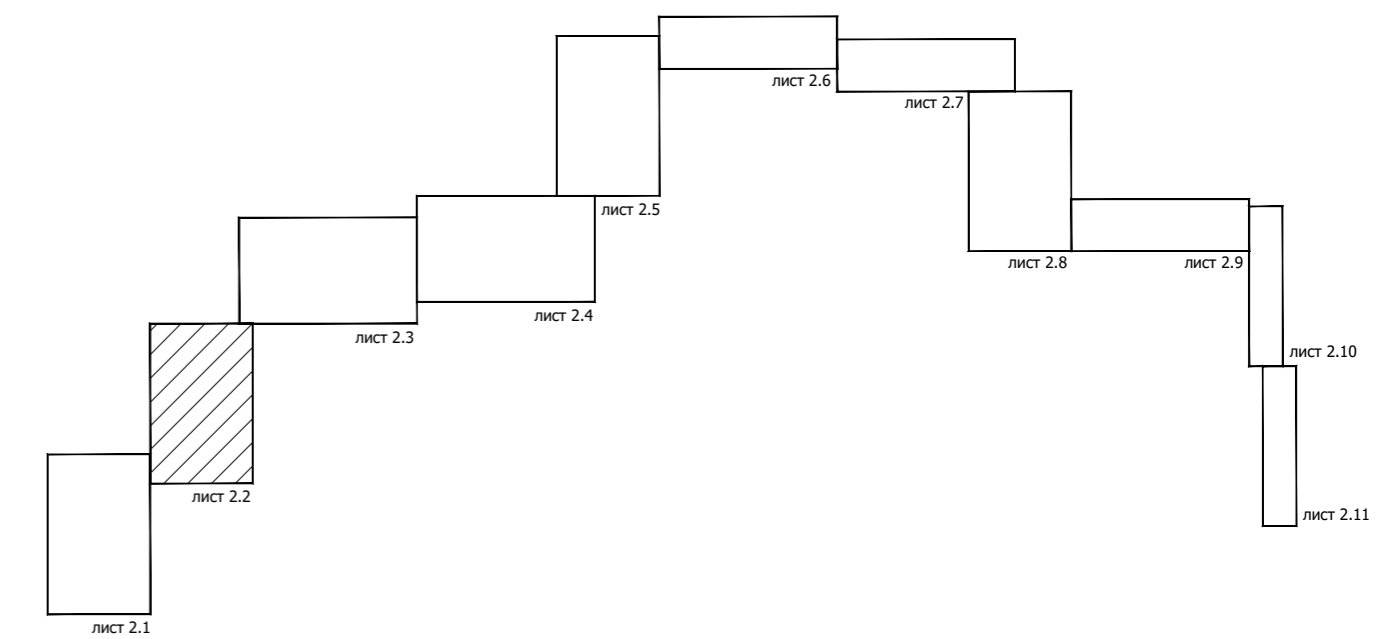 лист 2.1
лист 2.2
лист 2.3
лист 2.4
лист 2.5
лист 2.6
лист 2.7
лист 2.8
лист 2.9
лист 2.10
лист 2.11